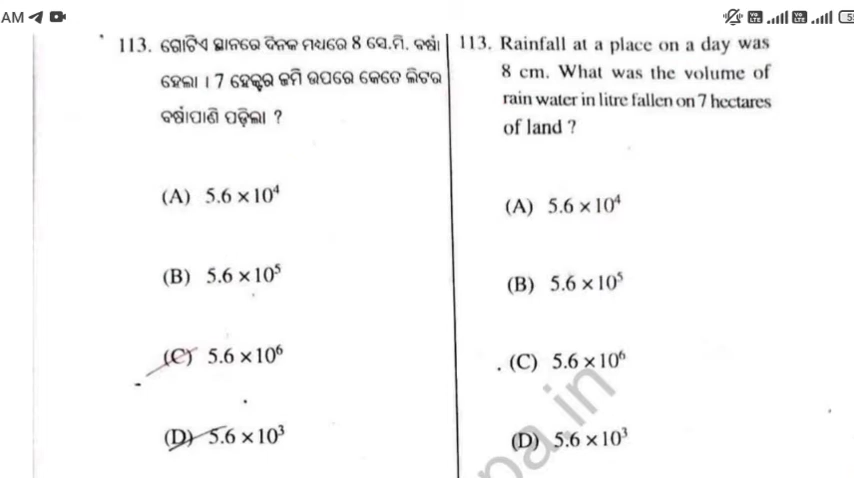 AM
113. ଗୋଟିଏ ସ୍ଥାନରେ ଦିନକ ମଧ୍ୟରେ 8 ସେ.ମି. ବର୍ଷା
ହେଲା । 7 ହେକ୍ଟର ଜମି ଉପରେ କେତେ ଲିଟର
ବର୍ଷାପାଣି ପଡ଼ିଲା ?
(A) 5.6 × 10⁴
(B) 5.6 × 10⁵
(C) 5.6 × 10⁶
(D) 5.6 × 10³
113. Rainfall at a place on a day was
8 cm. What was the volume of
rain water in litre fallen on 7 hectares
of land ?
(A) 5.6 × 10⁴
(B) 5.6 × 10⁵
(C) 5.6 × 10⁶
(D) 5.6 × 10³
pa.in